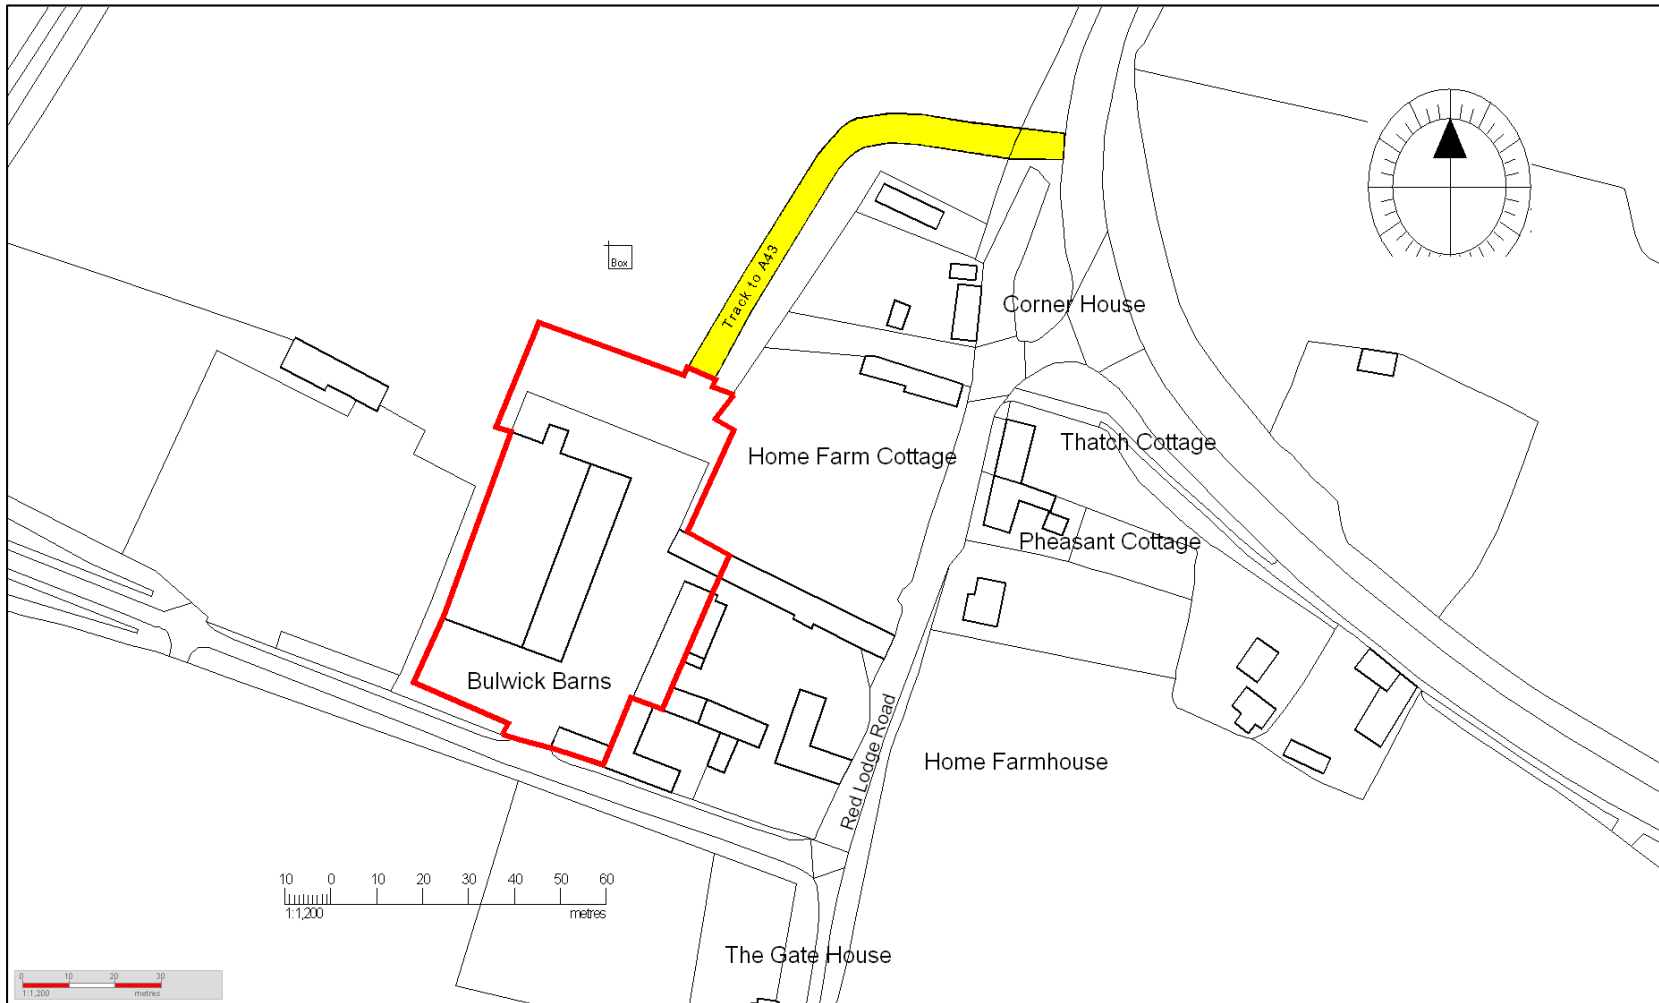 Track to A43
Box
Corner House
Thatch Cottage
Home Farm Cottage
Pheasant Cottage
Bulwick Barns
Red Lodge Road
Home Farmhouse
10 0 10 20 30 40 50 60
1:1,200 metres
The Gate House
0 10 20 30
1:1,200 metres